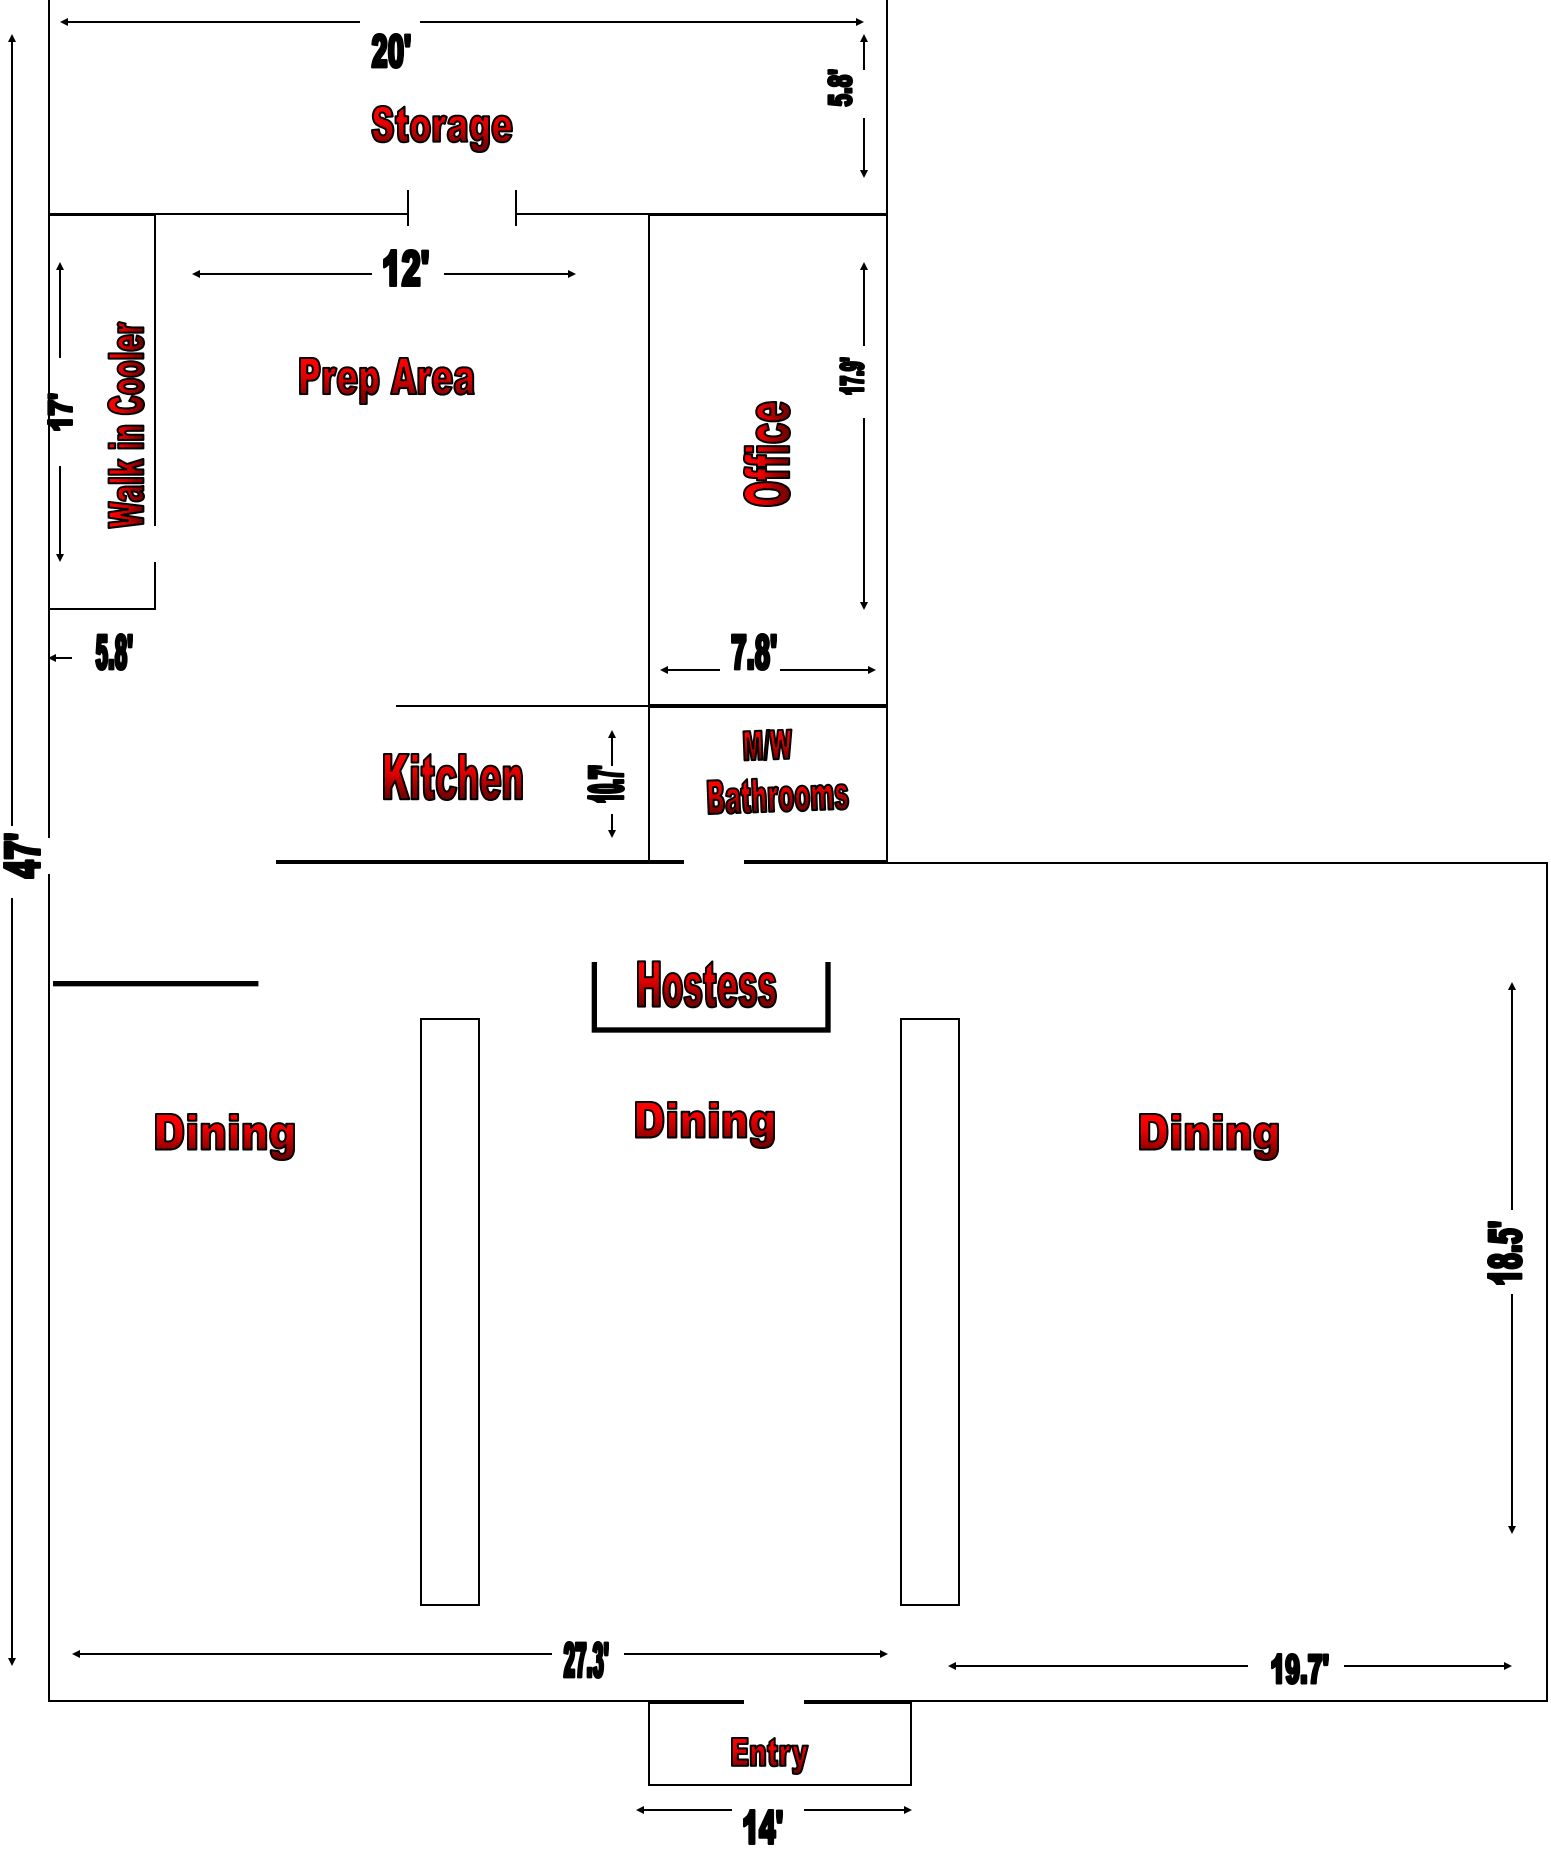 20'
5.8'
Storage
12'
17'
Walk in Cooler
Prep Area
17.9'
Office
5.8'
7.8'
Kitchen
10.7'
M/W
Bathrooms
47'
Hostess
Dining
Dining
Dining
18.5'
27.3'
19.7'
Entry
14'